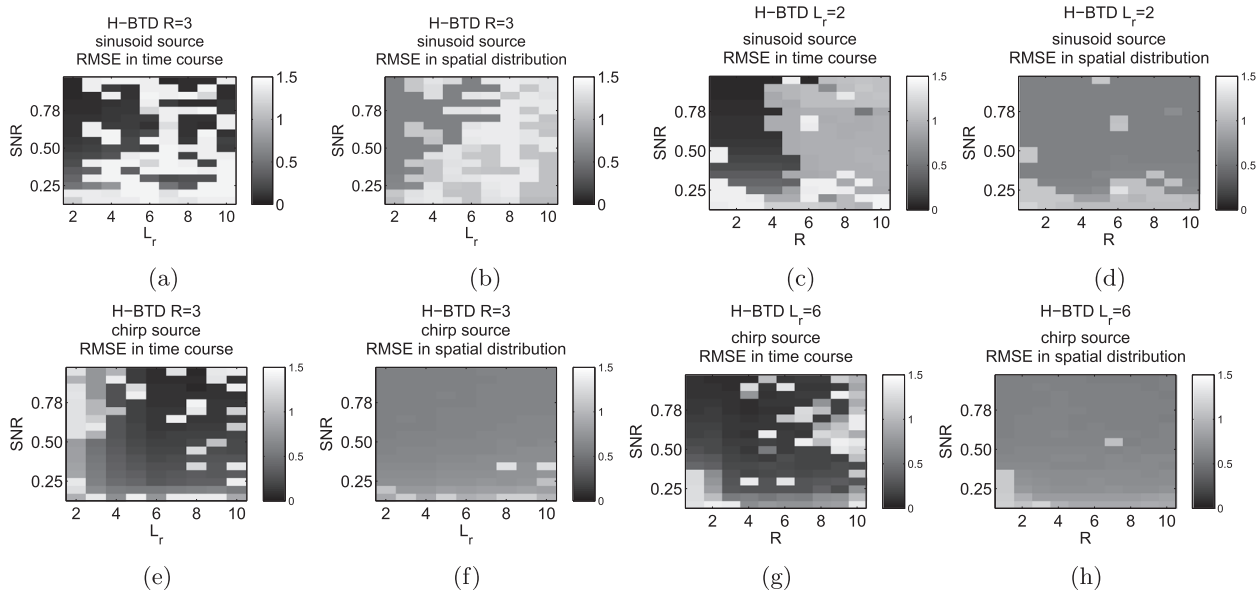 H−BTD R=3
sinusoid source
RMSE in time course
SNR
0.78
0.50
0.25
2 4 6 8 10
L_r
1.5
1
0.5
0
(a)
H−BTD R=3
sinusoid source
RMSE in spatial distribution
SNR
0.78
0.50
0.25
2 4 6 8 10
L_r
1.5
1
0.5
0
(b)
H−BTD L_r=2
sinusoid source
RMSE in time course
SNR
0.78
0.50
0.25
2 4 6 8 10
R
1.5
1
0.5
0
(c)
H−BTD L_r=2
sinusoid source
RMSE in spatial distribution
SNR
0.78
0.50
0.25
2 4 6 8 10
R
1.5
1
0.5
0
(d)
H−BTD R=3
chirp source
RMSE in time course
SNR
0.78
0.50
0.25
2 4 6 8 10
L_r
1.5
1
0.5
0
(e)
H−BTD R=3
chirp source
RMSE in spatial distribution
SNR
0.78
0.50
0.25
2 4 6 8 10
L_r
1.5
1
0.5
0
(f)
H−BTD L_r=6
chirp source
RMSE in time course
SNR
0.78
0.50
0.25
2 4 6 8 10
R
1.5
1
0.5
0
(g)
H−BTD L_r=6
chirp source
RMSE in spatial distribution
SNR
0.78
0.50
0.25
2 4 6 8 10
R
1.5
1
0.5
0
(h)